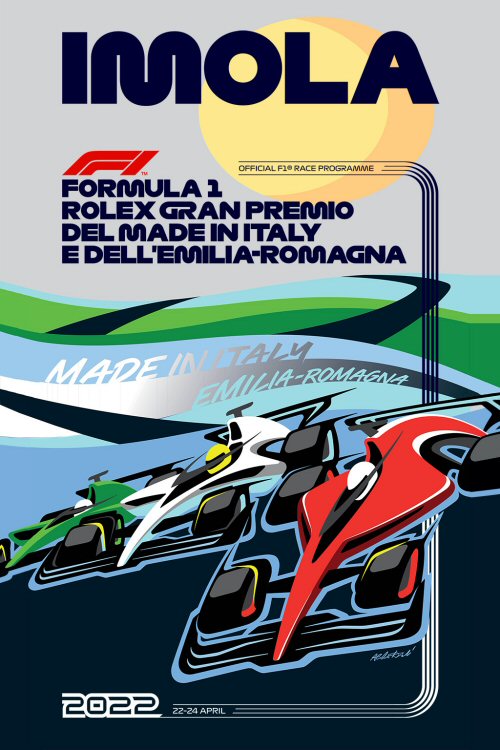 IMOLA
F1™
OFFICIAL F1® RACE PROGRAMME
FORMULA 1
ROLEX GRAN PREMIO
DEL MADE IN ITALY
E DELL'EMILIA-ROMAGNA
MADE IN ITALY
EMILIA-ROMAGNA
2022
22-24 APRIL